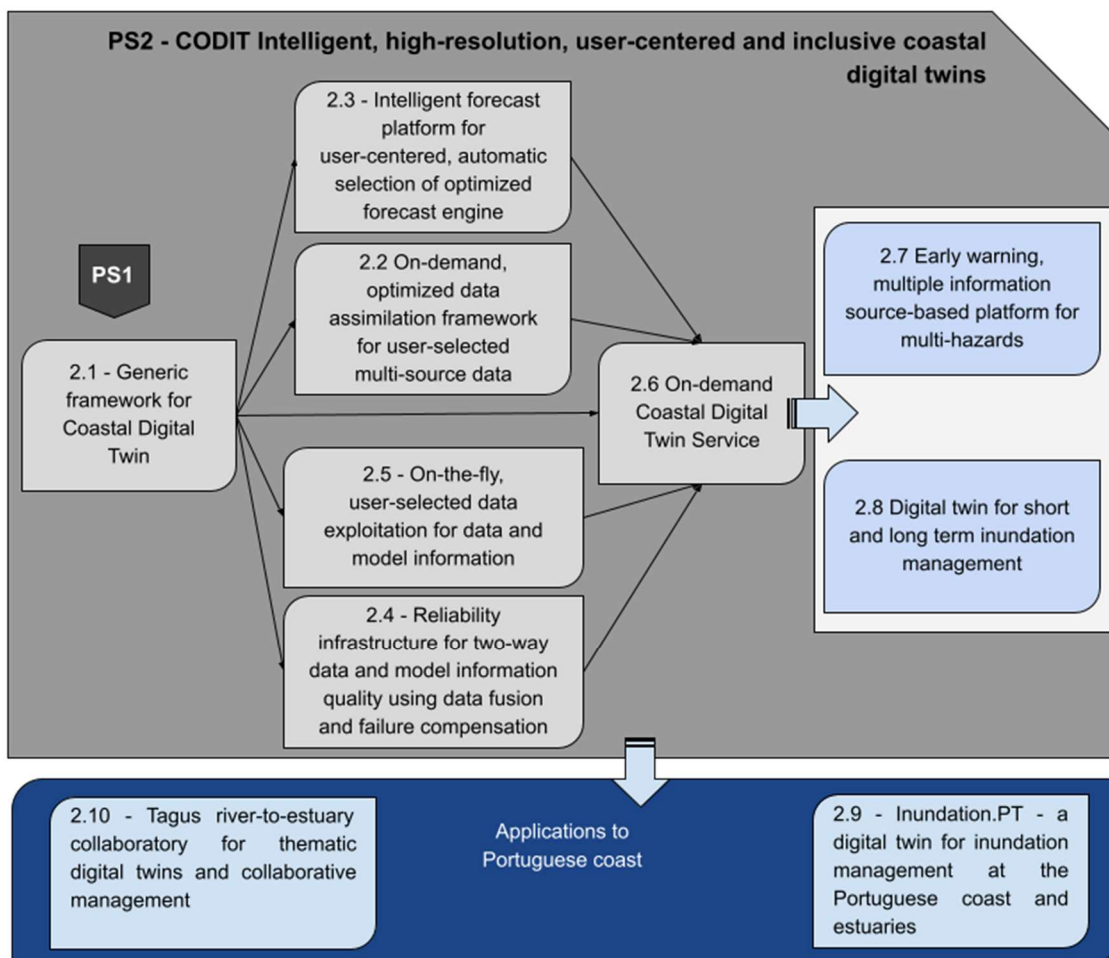 PS2 - CODIT Intelligent, high-resolution, user-centered and inclusive coastal
digital twins
2.3 - Intelligent forecast
platform for
user-centered, automatic
selection of optimized
forecast engine
PS1
2.2 On-demand,
optimized data
assimilation framework
for user-selected
multi-source data
2.1 - Generic
framework for
Coastal Digital
Twin
2.6 On-demand
Coastal Digital
Twin Service
2.7 Early warning,
multiple information
source-based platform for
multi-hazards
2.5 - On-the-fly,
user-selected data
exploitation for data and
model information
2.8 Digital twin for short
and long term inundation
management
2.4 - Reliability
infrastructure for two-way
data and model information
quality using data fusion
and failure compensation
2.10 - Tagus river-to-estuary
collaboratory for thematic
digital twins and collaborative
management
Applications to
Portuguese coast
2.9 - Inundation.PT - a
digital twin for inundation
management at the
Portuguese coast and
estuaries